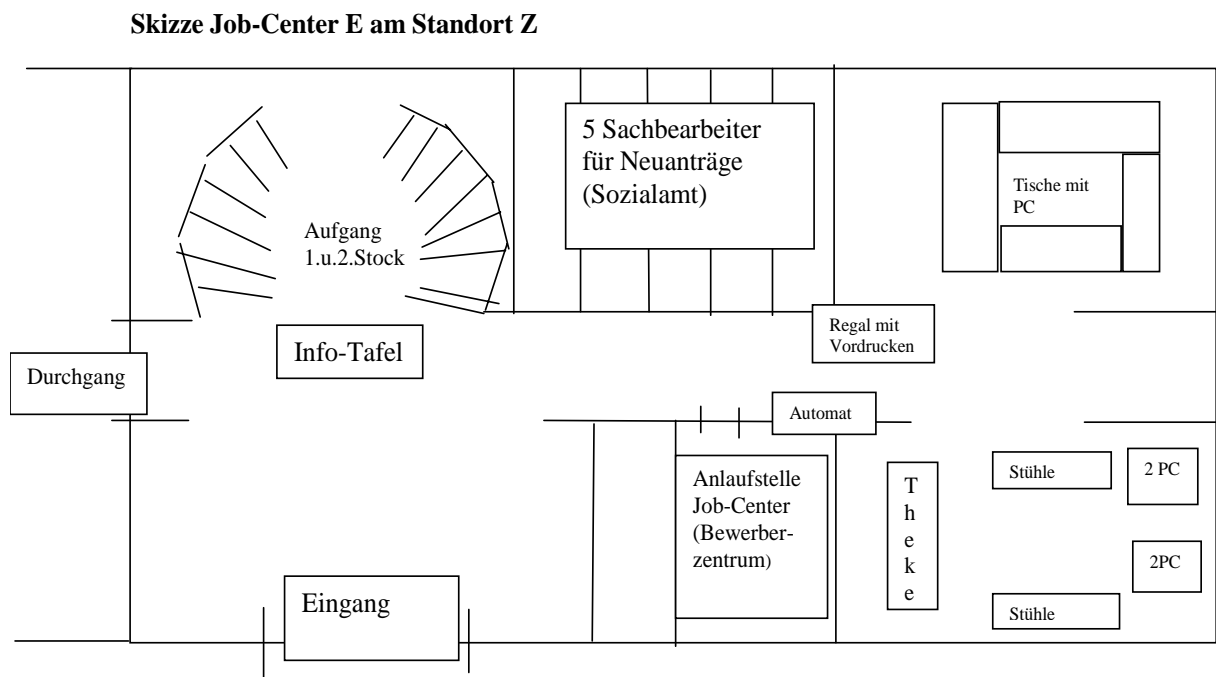 Skizze Job-Center E am Standort Z
5 Sachbearbeiter
für Neuanträge
(Sozialamt)
Tische mit
PC
Aufgang
1.u.2.Stock
Regal mit
Vordrucken
Info-Tafel
Durchgang
Automat
Anlaufstelle
Job-Center
(Bewerber-
zentrum)
T
h
e
k
e
Stühle
2 PC
2PC
Stühle
Eingang